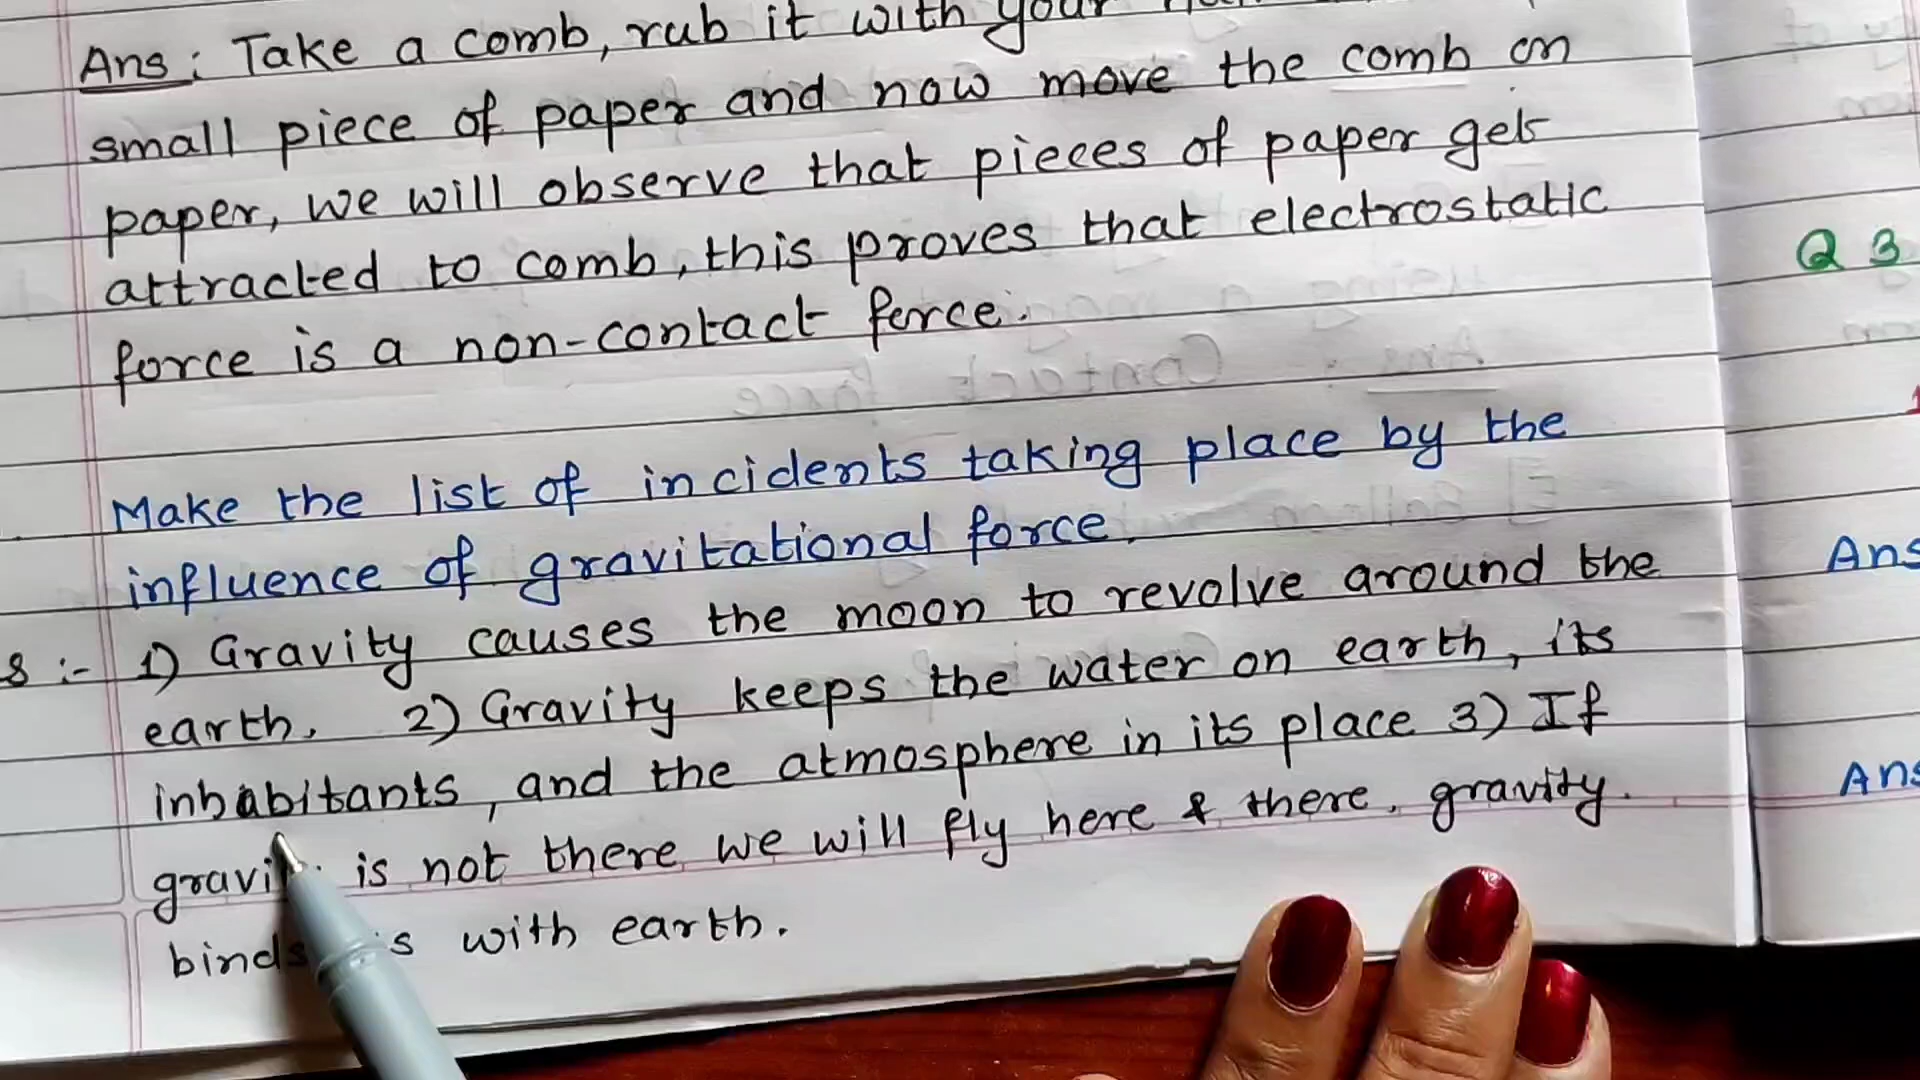 Ans: Take a comb, rub it with your
small piece of paper and now move the comb on
paper, we will observe that pieces of paper gets
attracted to comb, this proves that electrostatic
force is a non-contact force.
Make the list of incidents taking place by the
influence of gravitational force.
s :- 1) Gravity causes the moon to revolve around the
earth. 2) Gravity keeps the water on earth, its
inhabitants, and the atmosphere in its place 3) If
gravity is not there we will fly here & there. gravity.
binds with earth.
Q 3
Ans
Ans